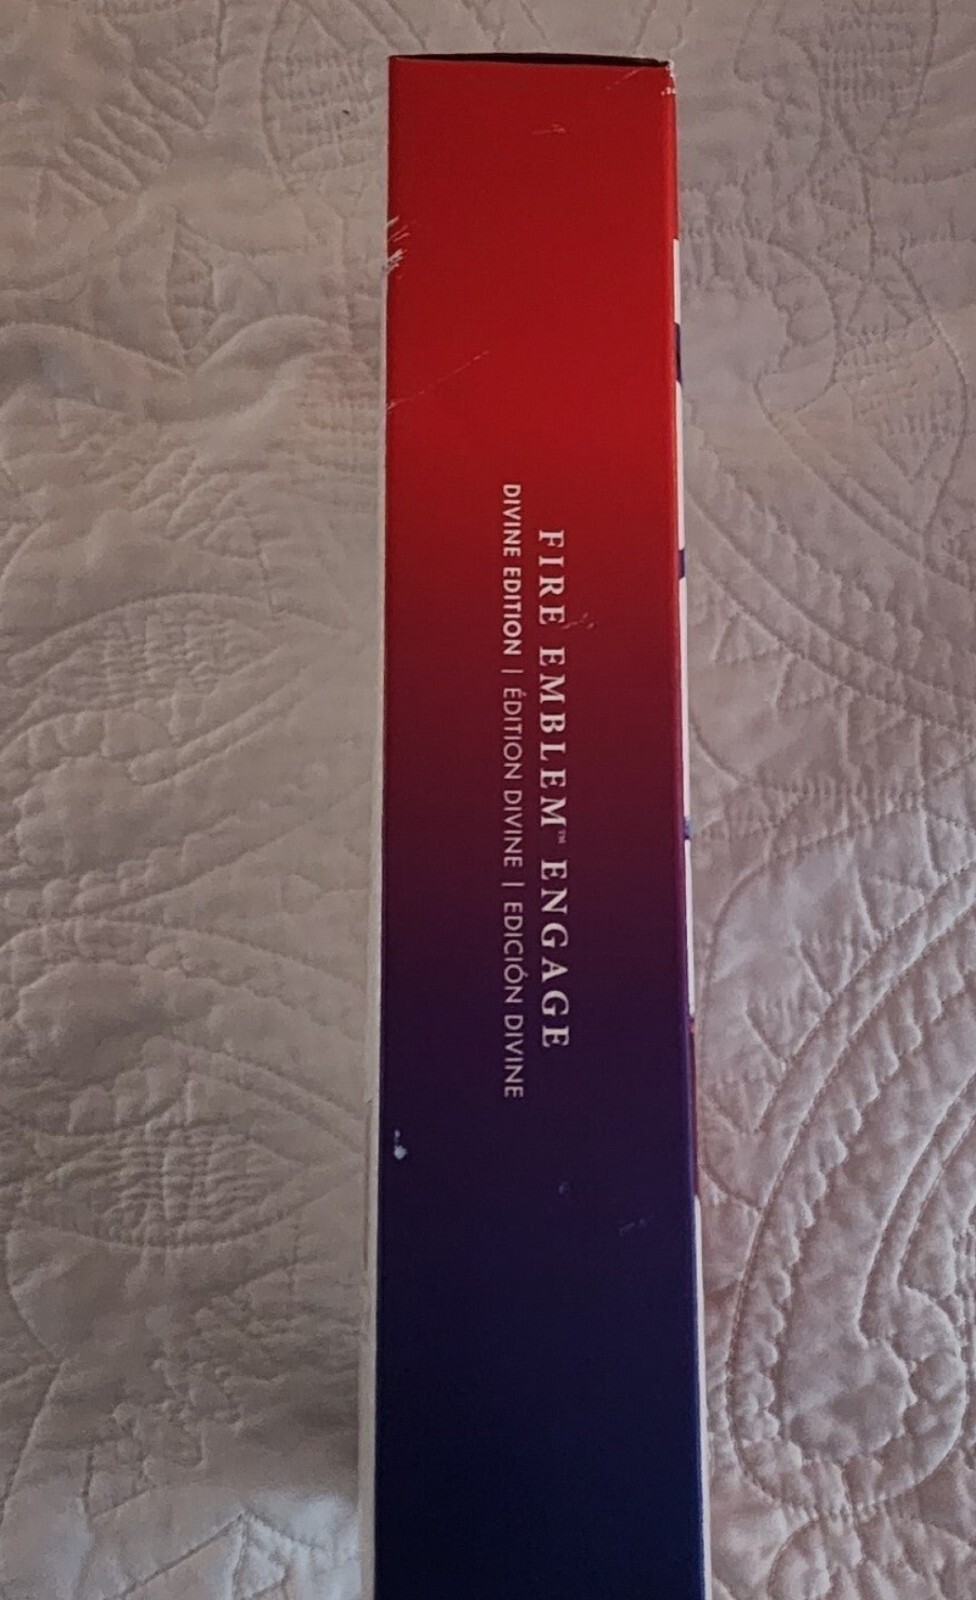 FIRE EMBLEM™ ENGAGE
DIVINE EDITION | ÉDITION DIVINE | EDICIÓN DIVINE